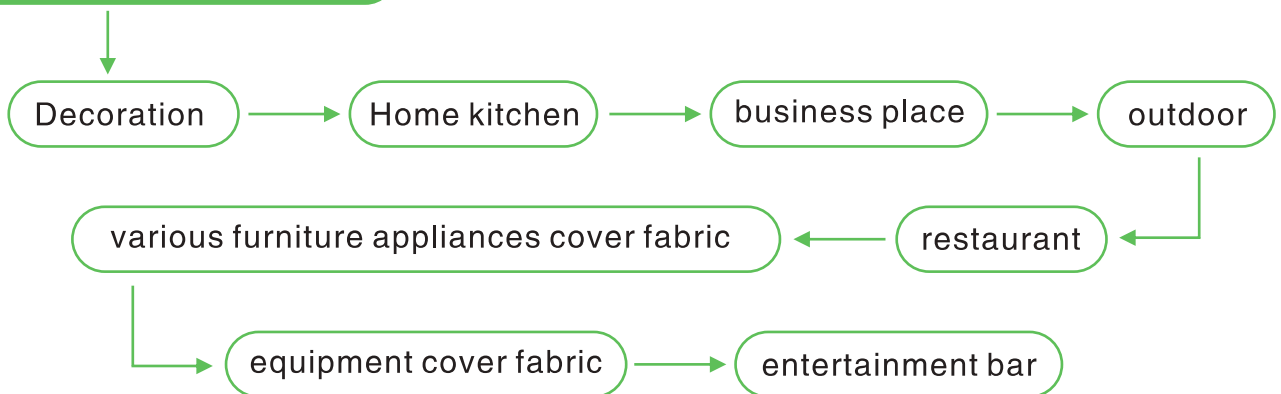 Decoration
Home kitchen
business place
outdoor
restaurant
various furniture appliances cover fabric
equipment cover fabric
entertainment bar